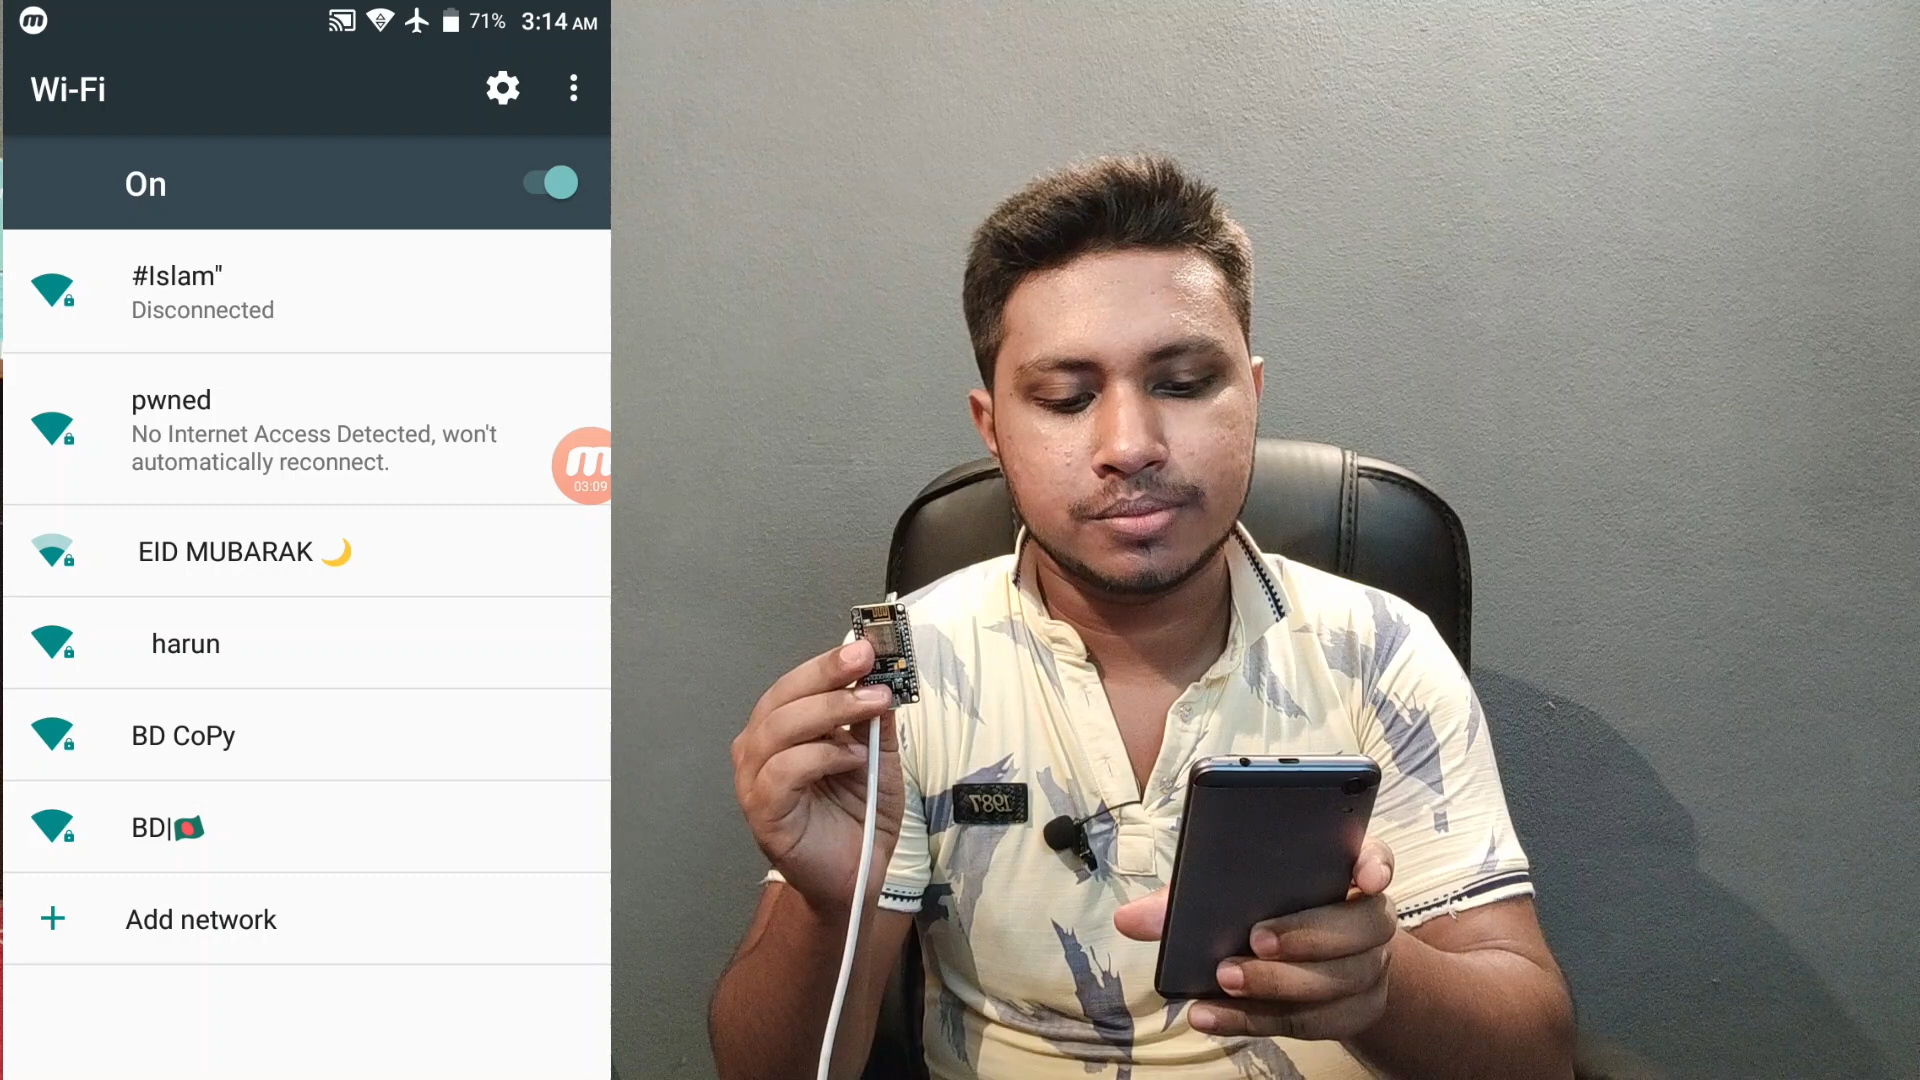 71% 3:14 AM
Wi-Fi
On
#Islam"
Disconnected
pwned
No Internet Access Detected, won't
automatically reconnect.
m
03:09
EID MUBARAK 🌙
harun
BD CoPy
BD|🇧🇩
Add network
1987